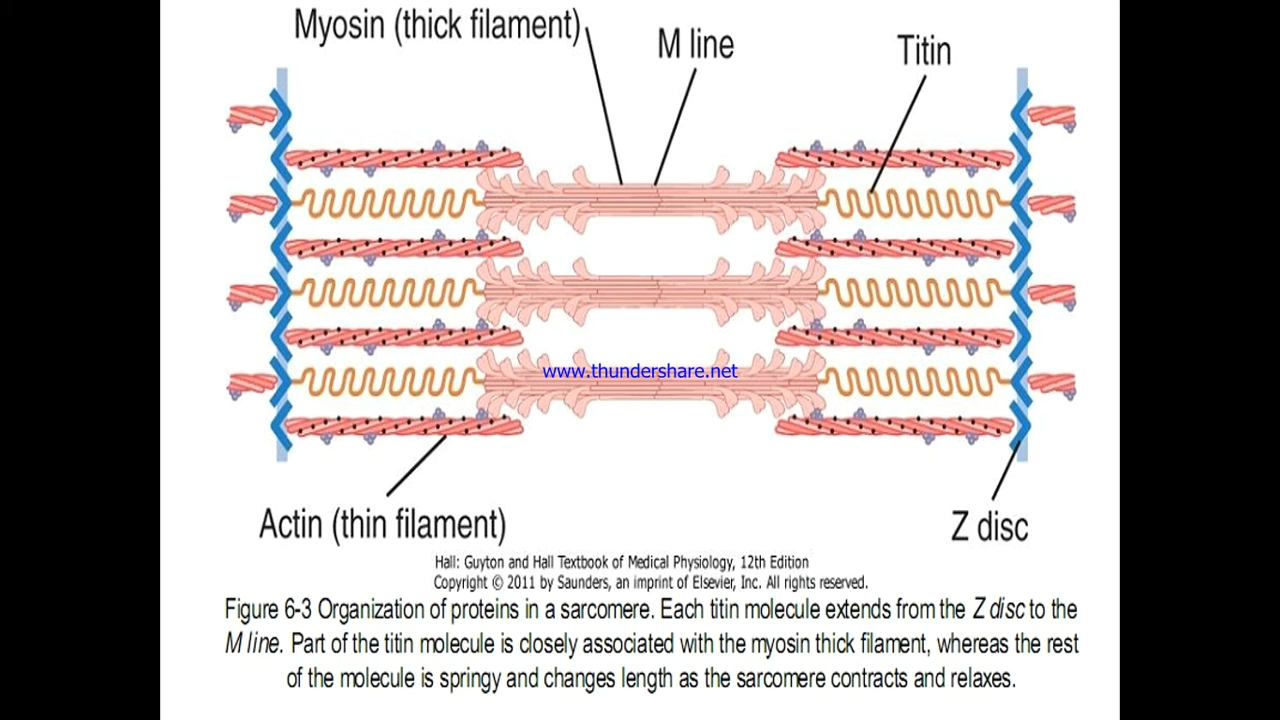 Myosin (thick filament)
M line
Titin
www.thundershare.net
Actin (thin filament)
Z disc
Hall: Guyton and Hall Textbook of Medical Physiology, 12th Edition
Copyright © 2011 by Saunders, an imprint of Elsevier, Inc. All rights reserved.
Figure 6-3 Organization of proteins in a sarcomere. Each titin molecule extends from the Z disc to the
M line. Part of the titin molecule is closely associated with the myosin thick filament, whereas the rest
of the molecule is springy and changes length as the sarcomere contracts and relaxes.